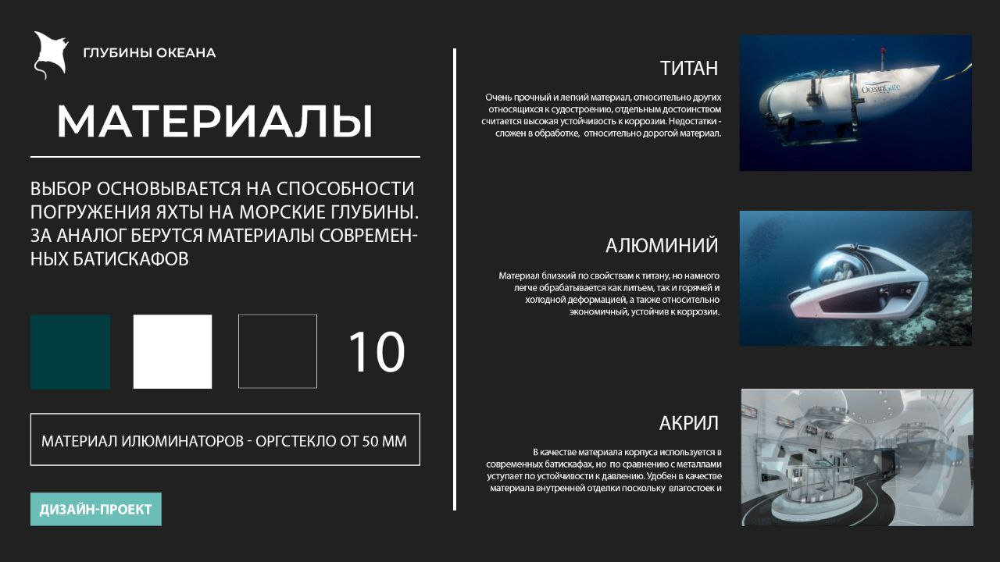 ГЛУБИНЫ ОКЕАНА
МАТЕРИАЛЫ
ВЫБОР ОСНОВЫВАЕТСЯ НА СПОСОБНОСТИ
ПОГРУЖЕНИЯ ЯХТЫ НА МОРСКИЕ ГЛУБИНЫ.
ЗА АНАЛОГ БЕРУТСЯ МАТЕРИАЛЫ СОВРЕМЕН-
НЫХ БАТИСКАФОВ
10
МАТЕРИАЛ ИЛЮМИНАТОРОВ - ОРГСТЕКЛО ОТ 50 ММ
ДИЗАЙН-ПРОЕКТ
ТИТАН
Очень прочный и легкий материал, относительно других
относящихся к судостроению, отдельным достоинством
считается высокая устойчивость к коррозии. Недостатки -
сложен в обработке, относительно дорогой материал.
OceanGate
АЛЮМИНИЙ
Материал близкий по свойствам к титану, но намного
легче обрабатывается как литьем, так и горячей и
холодной деформацией, а также относительно
экономичный, устойчив к коррозии.
АКРИЛ
В качестве материала корпуса используется в
современных батискафах, но по сравнению с металлами
уступает по устойчивости к давлению. Удобен в качестве
материала внутренней отделки поскольку влагостоек и